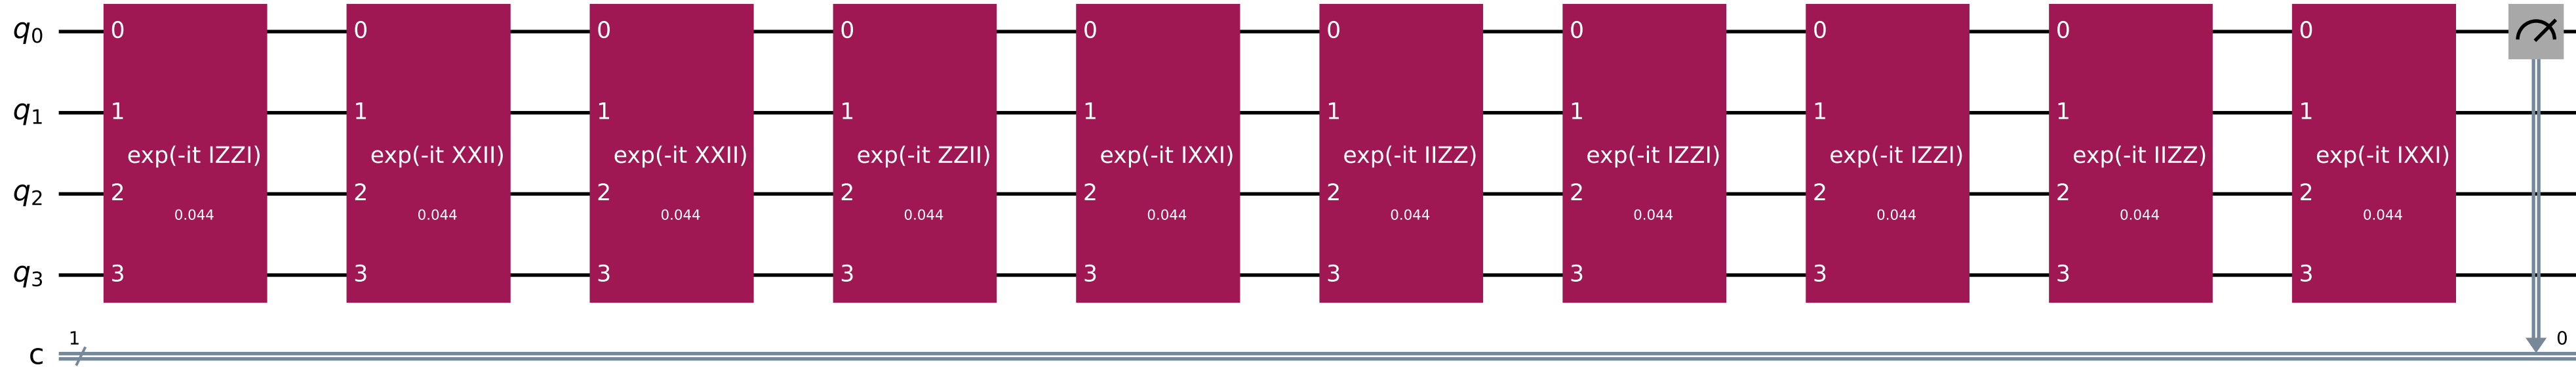 q0 0 0 0 0 0 0 0 0 0 0
q1 1 1 1 1 1 1 1 1 1 1
exp(-it IZZI) exp(-it XXII) exp(-it XXII) exp(-it ZZII) exp(-it IXXI) exp(-it IIZZ) exp(-it IZZI) exp(-it IZZI) exp(-it IIZZ) exp(-it IXXI)
q2 2 2 2 2 2 2 2 2 2 2
0.044 0.044 0.044 0.044 0.044 0.044 0.044 0.044 0.044 0.044
q3 3 3 3 3 3 3 3 3 3 3
1 0
c